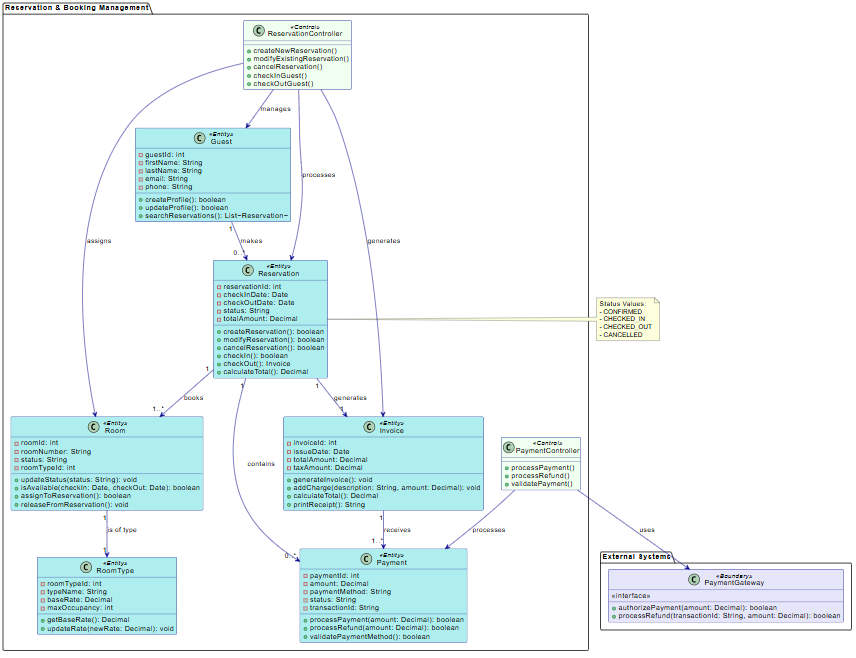 Reservation & Booking Management
C
«Control»
ReservationController
createNewReservation()
modifyExistingReservation()
cancelReservation()
checkInGuest()
checkOutGuest()
manages
processes
assigns
generates
C
«Entity»
Guest
guestId: int
firstName: String
lastName: String
email: String
phone: String
createProfile(): boolean
updateProfile(): boolean
searchReservations(): List~Reservation~
1
makes
0..*
C
«Entity»
Reservation
reservationId: int
checkInDate: Date
checkOutDate: Date
status: String
totalAmount: Decimal
createReservation(): boolean
modifyReservation(): boolean
cancelReservation(): boolean
checkIn(): boolean
checkOut(): Invoice
calculateTotal(): Decimal
Status Values:
- CONFIRMED
- CHECKED_IN
- CHECKED_OUT
- CANCELLED
1
books
1..*
1
contains
0..*
1
generates
1
C
«Entity»
Room
roomId: int
roomNumber: String
status: String
roomTypeId: int
updateStatus(status: String): void
isAvailable(checkIn: Date, checkOut: Date): boolean
assignToReservation(): boolean
releaseFromReservation(): void
C
«Entity»
Invoice
invoiceId: int
issueDate: Date
totalAmount: Decimal
taxAmount: Decimal
generateInvoice(): void
addCharge(description: String, amount: Decimal): void
calculateTotal(): Decimal
printReceipt(): String
C
«Control»
PaymentController
processPayment()
processRefund()
validatePayment()
1
is of type
1
1
receives
1..*
processes
uses
C
«Entity»
RoomType
roomTypeId: int
typeName: String
baseRate: Decimal
maxOccupancy: int
getBaseRate(): Decimal
updateRate(newRate: Decimal): void
C
«Entity»
Payment
paymentId: int
amount: Decimal
paymentMethod: String
status: String
transactionId: String
processPayment(amount: Decimal): boolean
processRefund(amount: Decimal): boolean
validatePaymentMethod(): boolean
External Systems
C
«Boundary»
PaymentGateway
«interface»
authorizePayment(amount: Decimal): boolean
processRefund(transactionId: String, amount: Decimal): boolean